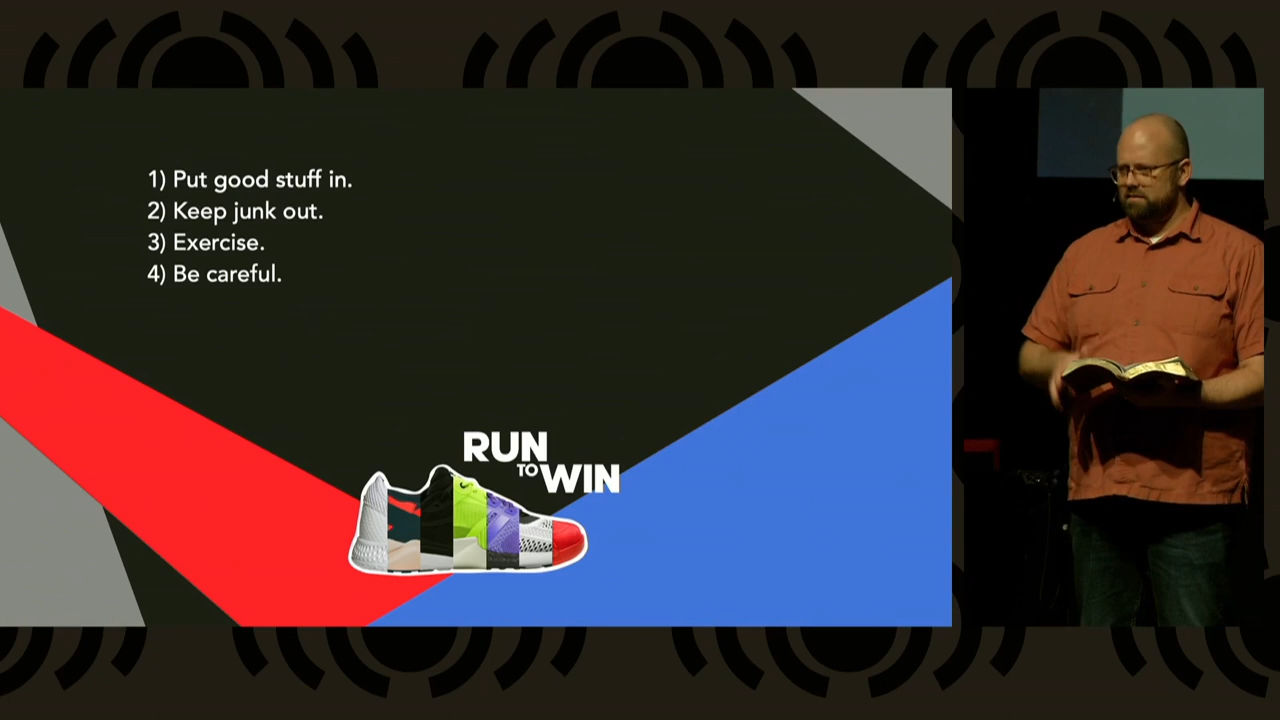 1) Put good stuff in.
2) Keep junk out.
3) Exercise.
4) Be careful.
RUN
TO WIN